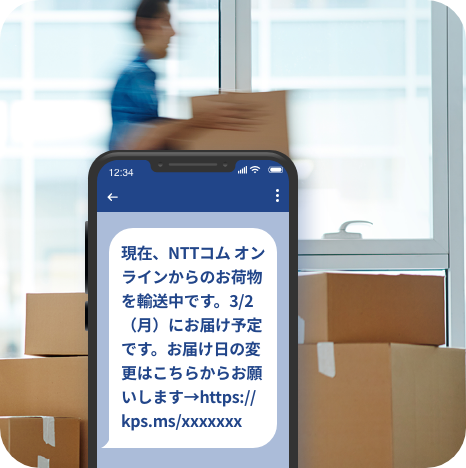 12:34
現在、NTTコム オン
ラインからのお荷物
を輸送中です。3/2
（月）にお届け予定
です。お届け日の変
更はこちらからお願
いします→https://
kps.ms/xxxxxxx